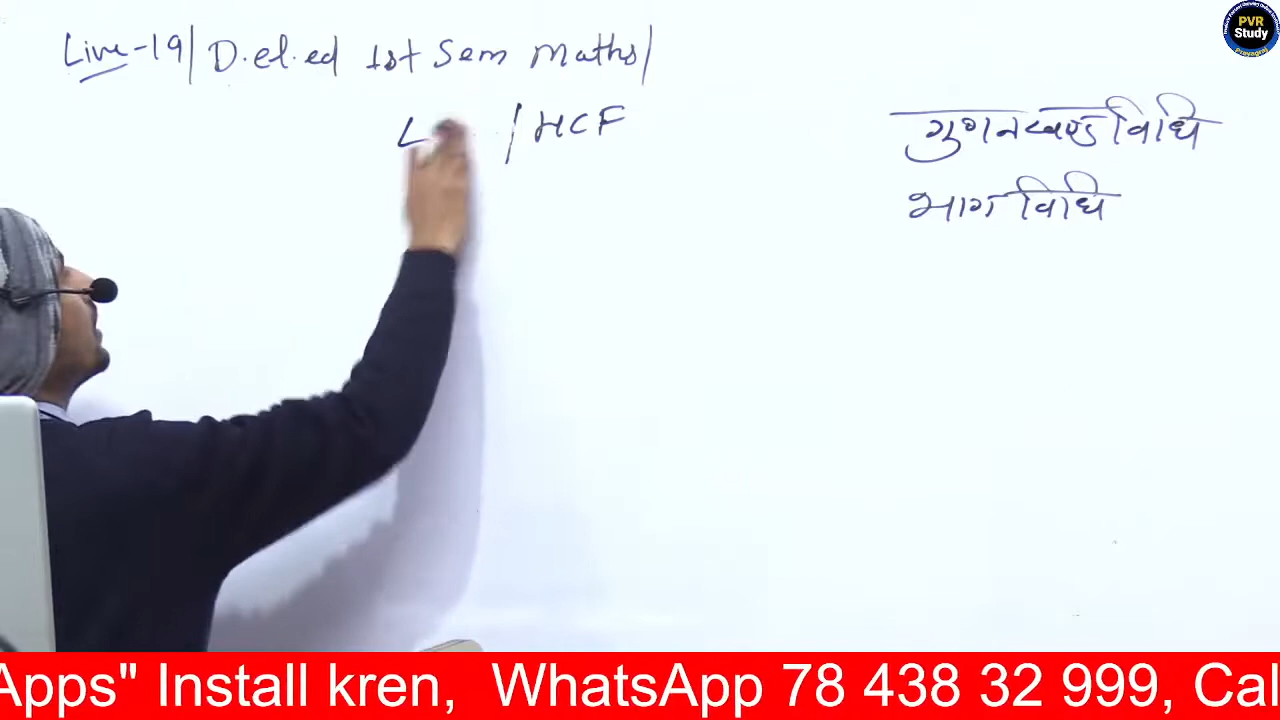 Live-19| D.el.ed 1st Sem Maths|
L / HCF
गुणनखण्ड विधि
भाग विधि
PVR
Study
Prayagraj
Apps" Install kren, WhatsApp 78 438 32 999, Cal